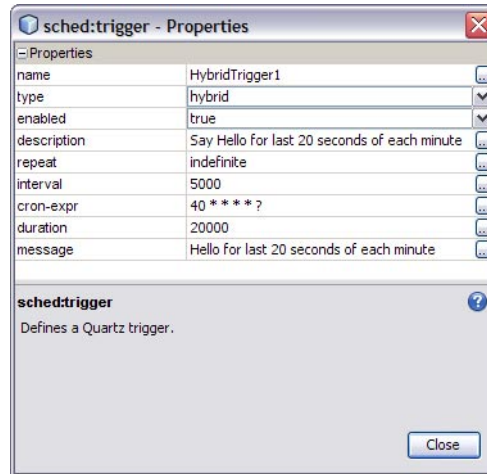 sched:trigger - Properties
Properties
name HybridTrigger1
type hybrid
enabled true
description Say Hello for last 20 seconds of each minute
repeat indefinite
interval 5000
cron-expr 40 * * * * ?
duration 20000
message Hello for last 20 seconds of each minute
sched:trigger
Defines a Quartz trigger.
Close